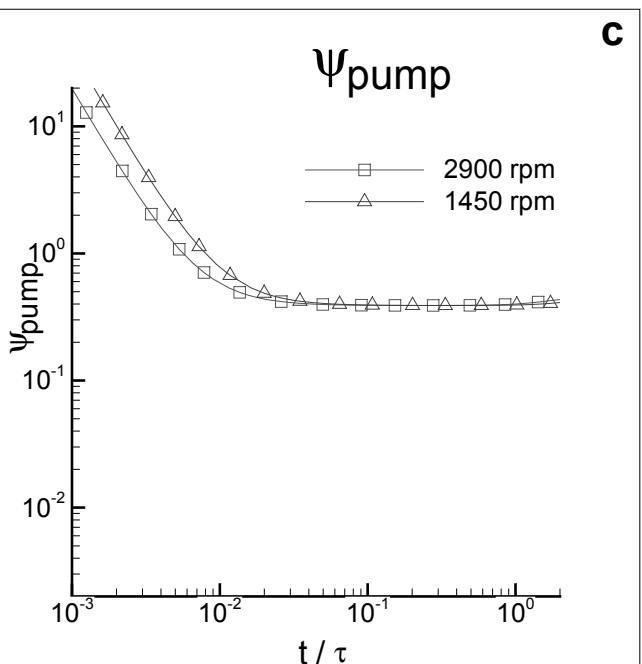 c
ψpump
2900 rpm
1450 rpm
ψpump
10¹
10⁰
10⁻¹
10⁻²
10⁻³ 10⁻² 10⁻¹ 10⁰
t / τ